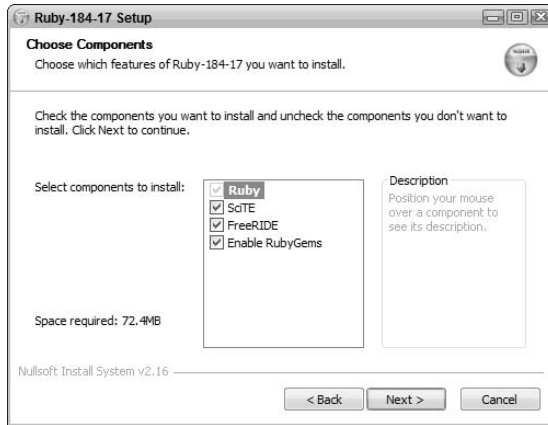 Ruby-184-17 Setup
Choose Components
Choose which features of Ruby-184-17 you want to install.
Check the components you want to install and uncheck the components you don't want to
install. Click Next to continue.
Select components to install:
Ruby
SciTE
FreeRIDE
Enable RubyGems
Description
Position your mouse
over a component to
see its description.
Space required: 72.4MB
Nullsoft Install System v2.16
< Back
Next >
Cancel